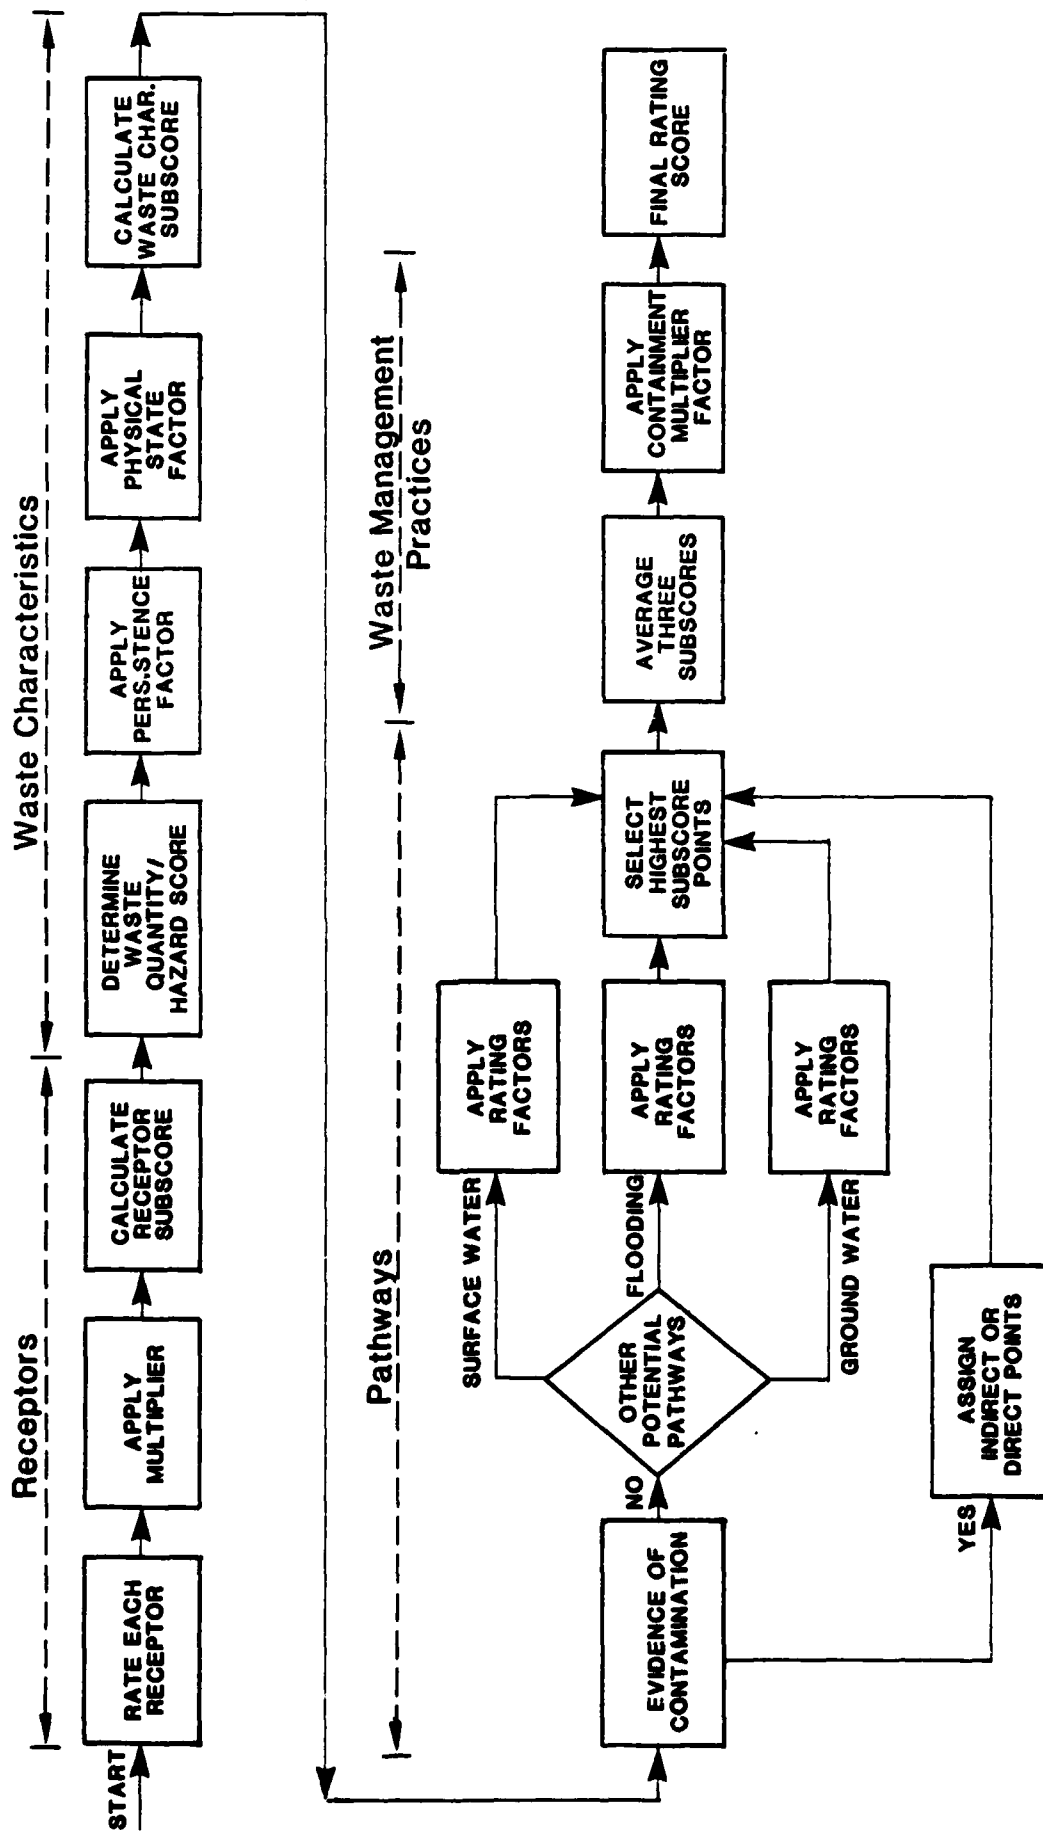 Receptors
Waste Characteristics
START
RATE EACH
RECEPTOR
APPLY
MULTIPLIER
CALCULATE
RECEPTOR
SUBSCORE
DETERMINE
WASTE
QUANTITY/
HAZARD SCORE
APPLY
PERS.STENCE
FACTOR
APPLY
PHYSICAL
STATE
FACTOR
CALCULATE
WASTE CHAR.
SUBSCORE
Pathways
Waste Management
Practices
EVIDENCE OF
CONTAMINATION
NO
YES
OTHER
POTENTIAL
PATHWAYS
SURFACE WATER
FLOODING
GROUND WATER
APPLY
RATING
FACTORS
APPLY
RATING
FACTORS
APPLY
RATING
FACTORS
ASSIGN
INDIRECT OR
DIRECT POINTS
SELECT
HIGHEST
SUBSCORE
POINTS
AVERAGE
THREE
SUBSCORES
APPLY
CONTAINMENT
MULTIPLIER
FACTOR
FINAL RATING
SCORE